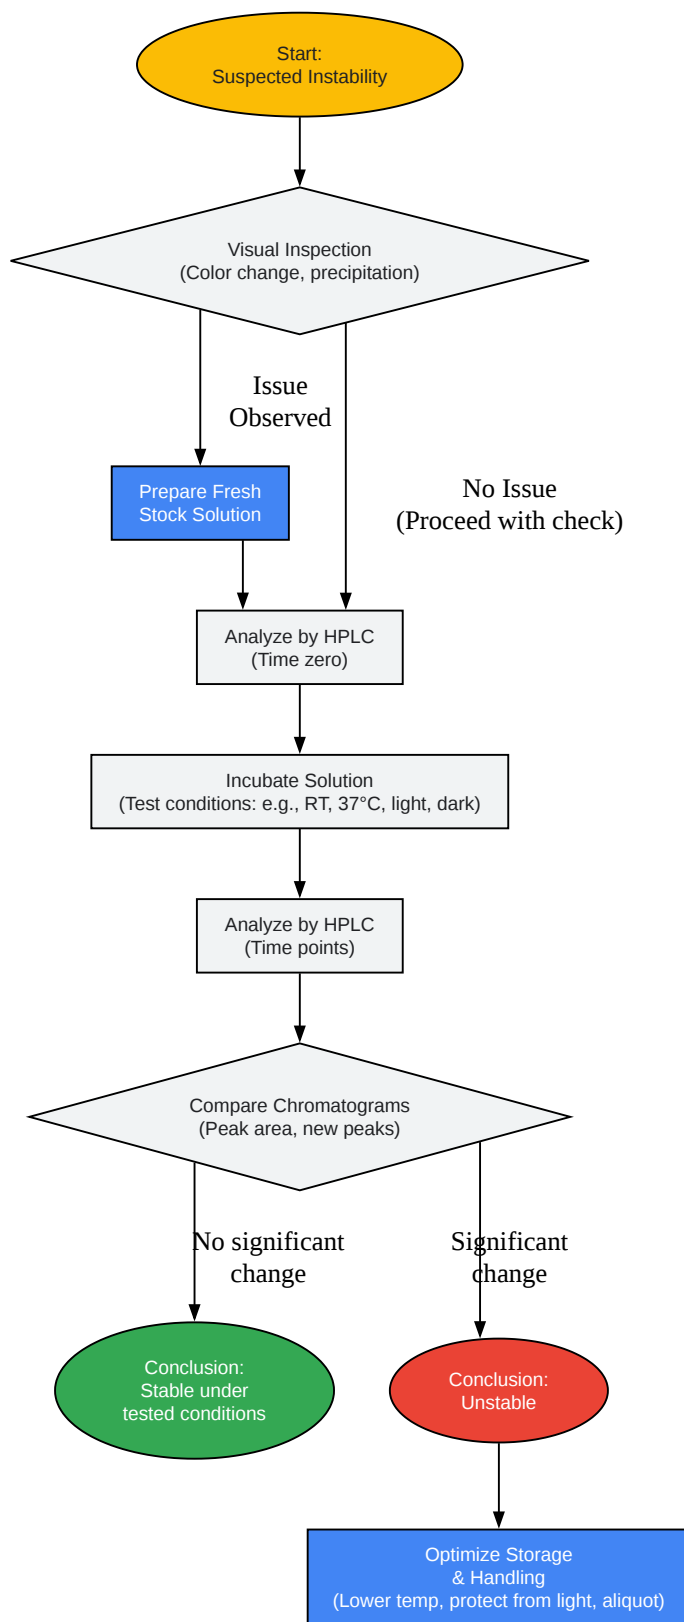 Start:
Suspected Instability
Visual Inspection
(Color change, precipitation)
Issue
Observed
Prepare Fresh
Stock Solution
No Issue
(Proceed with check)
Analyze by HPLC
(Time zero)
Incubate Solution
(Test conditions: e.g., RT, 37°C, light, dark)
Analyze by HPLC
(Time points)
Compare Chromatograms
(Peak area, new peaks)
No significant
change
Significant
change
Conclusion:
Stable under
tested conditions
Conclusion:
Unstable
Optimize Storage
& Handling
(Lower temp, protect from light, aliquot)